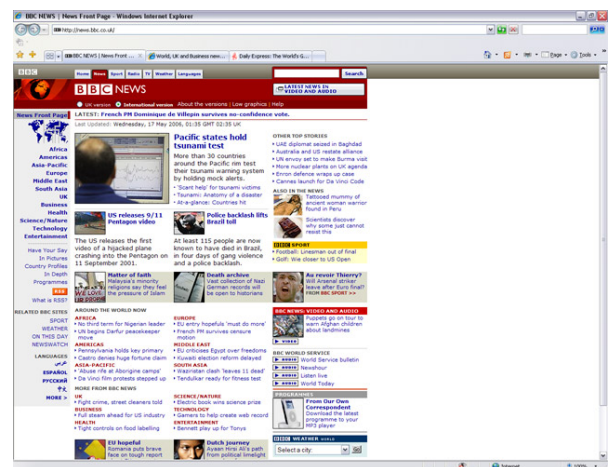 BBC NEWS | News Front Page - Windows Internet Explorer
http://news.bbc.co.uk/
BBC NEWS | News Front ...
World, UK and Business new...
Daily Express: The World's G...
Page
Tools
BBC
Home News Sport Radio TV Weather Languages
Search
BBC NEWS
LATEST NEWS IN
VIDEO AND AUDIO
UK version International version About the versions | Low graphics | Help
News Front Page
Africa
Americas
Asia-Pacific
Europe
Middle East
South Asia
UK
Business
Health
Science/Nature
Technology
Entertainment
Have Your Say
In Pictures
Country Profiles
In Depth
Programmes
RSS
What is RSS?
RELATED BBC SITES
SPORT
WEATHER
ON THIS DAY
NEWSWATCH
LANGUAGES
عربي
ESPAÑOL
РУССКИЙ
中文
MORE >
LATEST: French PM Dominique de Villepin survives no-confidence vote.
Last Updated: Wednesday, 17 May 2006, 01:35 GMT 02:35 UK
Pacific states hold
tsunami test
More than 30 countries
around the Pacific rim test
their tsunami warning system
by holding mock alerts.
'Scant help' for tsunami victims
Tsunami: Anatomy of a disaster
At-a-glance: Countries hit
US releases 9/11
Pentagon video
The US releases the first
video of a hijacked plane
crashing into the Pentagon on
11 September 2001.
Police backlash lifts
Brazil toll
At least 115 people are now
known to have died in Brazil,
in four days of gang violence
and a police backlash.
Matter of faith
Malaysia's minority
religions say they feel
the pressure of Islam
Death archive
Vast collection of Nazi
German records will
be open to historians
AROUND THE WORLD NOW
AFRICA
No third term for Nigerian leader
UN begins Darfur peacekeeper
move
AMERICAS
Pennsylvania holds key primary
Castro denies huge fortune claim
ASIA-PACIFIC
'Abuse rife at Aborigine camps'
Da Vinci film protests stepped up
EUROPE
EU entry hopefuls 'must do more'
French PM survives censure
motion
MIDDLE EAST
EU criticises Egypt over freedoms
Kuwait election reform delayed
SOUTH ASIA
Waziristan clash 'leaves 11 dead'
Tendulkar ready for fitness test
MORE FROM BBC NEWS
UK
Fight crime, street cleaners told
BUSINESS
Full steam ahead for US industry
HEALTH
Tight controls on food labelling
SCIENCE/NATURE
Electric book wins science prize
TECHNOLOGY
Gamers to help create web record
ENTERTAINMENT
Bennett play up for Tonys
EU hopeful
Romania puts brave
face on tough report
Dutch journey
Ayaan Hirsi Ali's path
from political limelight
OTHER TOP STORIES
UAE diplomat seized in Baghdad
Australia and US restate alliance
UN envoy set to make Burma visit
More nuclear plants on UK agenda
Enron defence wraps up case
Cannes launch for Da Vinci Code
ALSO IN THE NEWS
Tattooed mummy of
ancient woman warrior
found in Peru
Scientists discover
why some just cannot
resist this
BBC SPORT
Football: Linesman out of final
Golf: Wie closer to US Open
Au revoir Thierry?
Will Arsenal striker
leave after Euro final?
FROM BBC SPORT >>
BBC NEWS: VIDEO AND AUDIO
Puppets go on tour to
warn Afghan children
about landmines
VIDEO
BBC WORLD SERVICE
AUDIO World Service bulletin
AUDIO Newshour
AUDIO Listen live
AUDIO World Today
PROGRAMMES
From Our Own
Correspondent
Download the latest
programme to your
MP3 player
BBC WEATHER WORLD
Select a city
go
Internet
100%